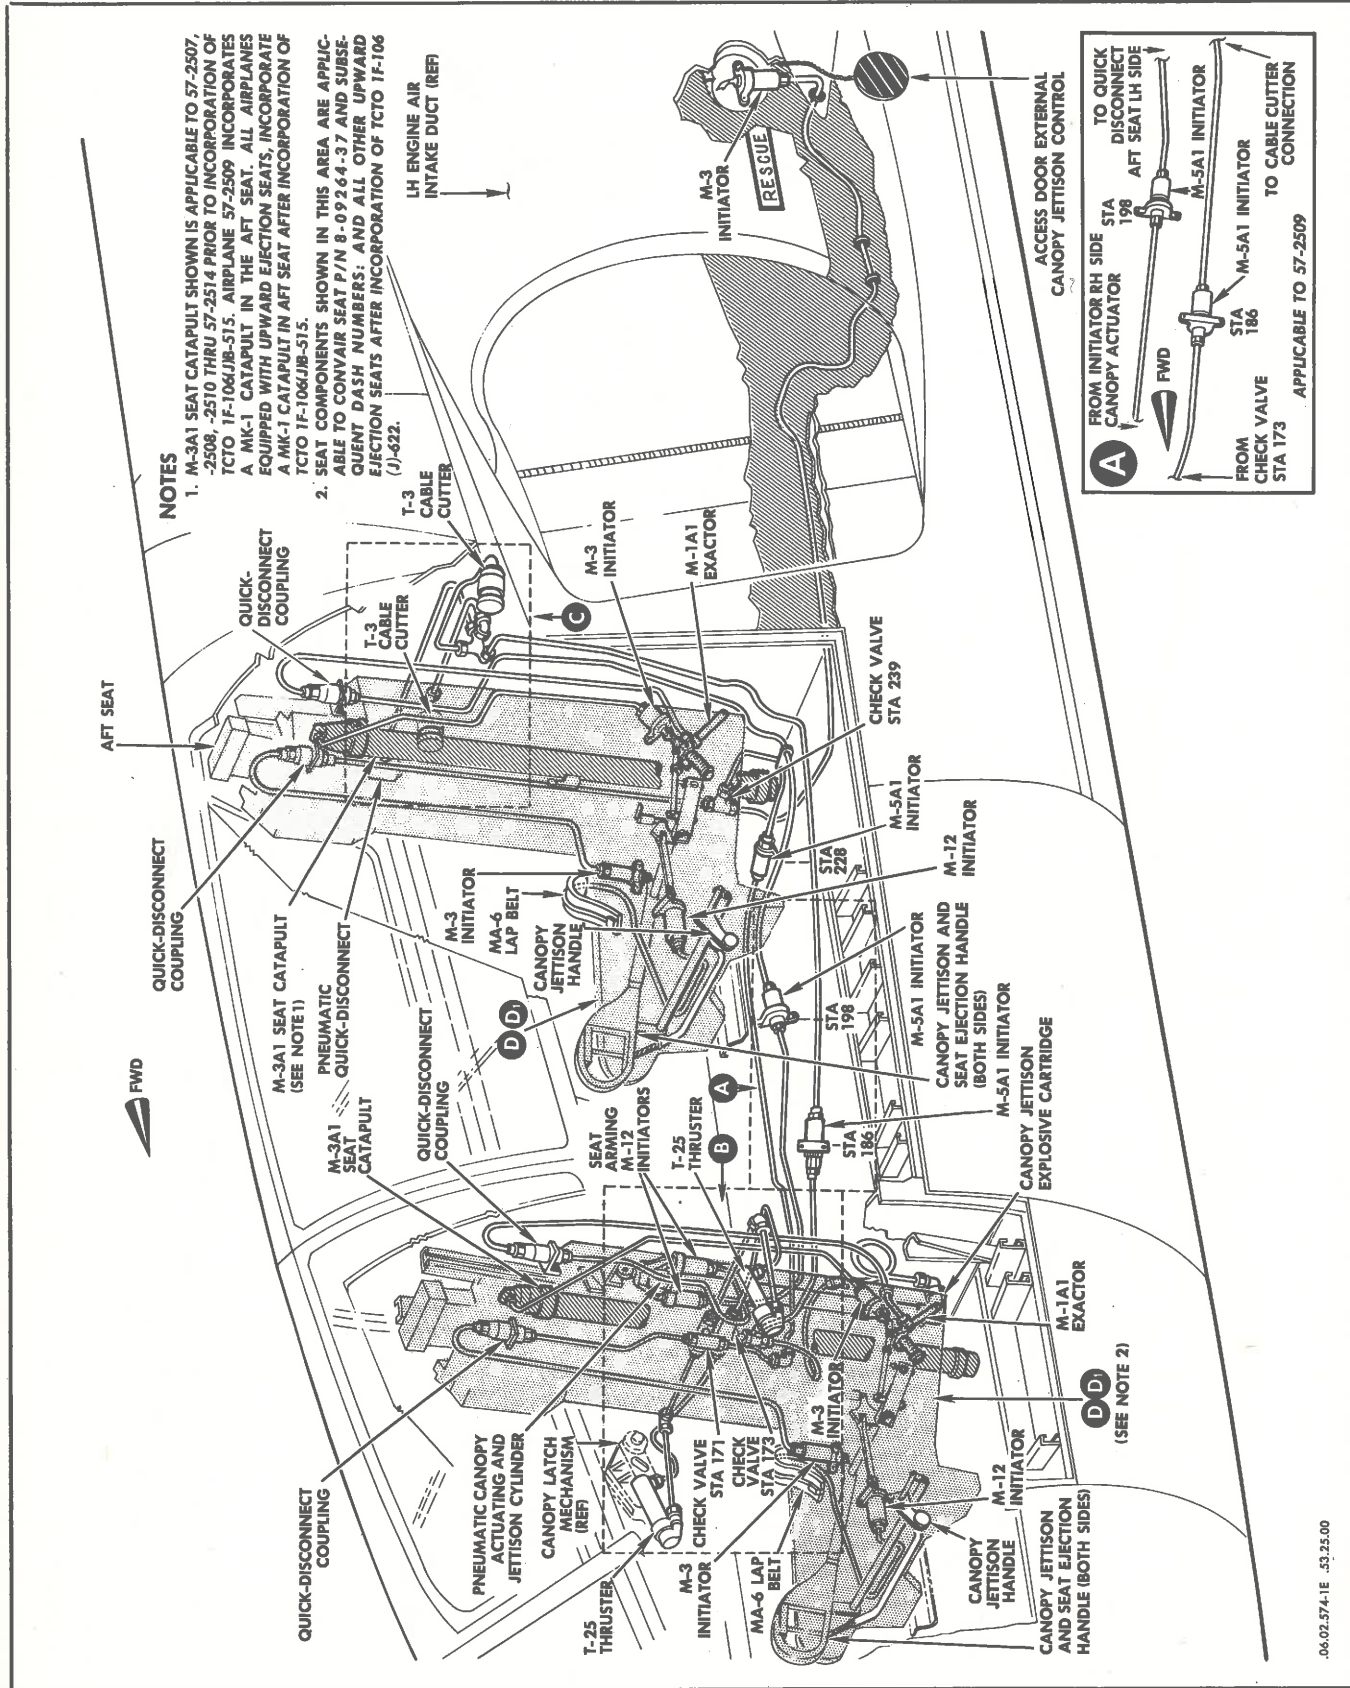 NOTES
1. M-3A1 SEAT CATAPULT SHOWN IS APPLICABLE TO 57-2507,
-2508, -2510 THRU 57-2514 PRIOR TO INCORPORATION OF
TCTO 1F-106(JB-515. AIRPLANE 57-2509 INCORPORATES
A MK-1 CATAPULT IN THE AFT SEAT. ALL AIRPLANES
EQUIPPED WITH UPWARD EJECTION SEATS, INCORPORATE
A MK-1 CATAPULT IN AFT SEAT AFTER INCORPORATION OF
TCTO 1F-106(JB-515.
2. SEAT COMPONENTS SHOWN IN THIS AREA ARE APPLIC-
ABLE TO CONVAIR SEAT P/N 8-09264-37 AND SUBSE-
QUENT DASH NUMBERS: AND ALL OTHER UPWARD
EJECTION SEATS AFTER INCORPORATION OF TCTO 1F-106
(J)-622.
LH ENGINE AIR
INTAKE DUCT (REF)
FWD
AFT SEAT
QUICK-
DISCONNECT
COUPLING
QUICK-DISCONNECT
COUPLING
T-3
CABLE
CUTTER
T-3
CABLE
CUTTER
C
M-3A1 SEAT CATAPULT
(SEE NOTE 1)
PNEUMATIC
QUICK-DISCONNECT
M-3A1
SEAT
CATAPULT
QUICK-DISCONNECT
COUPLING
QUICK-DISCONNECT
COUPLING
M-3
INITIATOR
MA-6
LAP BELT
CANOPY
JETTISON
HANDLE
D D1
M-3
INITIATOR
M-1A1
EXACTOR
M-3
INITIATOR
RESCUE
ACCESS DOOR EXTERNAL
CANOPY JETTISON CONTROL
CHECK VALVE
STA 239
M-5A1
INITIATOR
STA
228
M-12
INITIATOR
M-5A1 INITIATOR
STA
198
CANOPY JETTISON AND
SEAT EJECTION HANDLE
(BOTH SIDES)
M-5A1 INITIATOR
STA
186
SEAT
ARMING
M-12
INITIATORS
T-25
THRUSTER
A
B
CANOPY JETTISON
EXPLOSIVE CARTRIDGE
M-1A1
EXACTOR
D D1
(SEE NOTE 2)
PNEUMATIC CANOPY
ACTUATING AND
JETTISON CYLINDER
CANOPY LATCH
MECHANISM
(REF)
T-25
THRUSTER
CHECK VALVE
STA 171
CHECK
VALVE
STA 173
M-3
INITIATOR
M-3
INITIATOR
MA-6 LAP
BELT
M-12
INITIATOR
CANOPY
JETTISON
HANDLE
CANOPY JETTISON
AND SEAT EJECTION
HANDLE (BOTH SIDES)
A
FROM INITIATOR RH SIDE
CANOPY ACTUATOR
STA
198
TO QUICK
DISCONNECT
AFT SEAT LH SIDE
M-5A1 INITIATOR
FWD
FROM
CHECK VALVE
STA 173
STA
186
M-5A1 INITIATOR
TO CABLE CUTTER
CONNECTION
APPLICABLE TO 57-2509
.06.02.574-1E .53.25.00